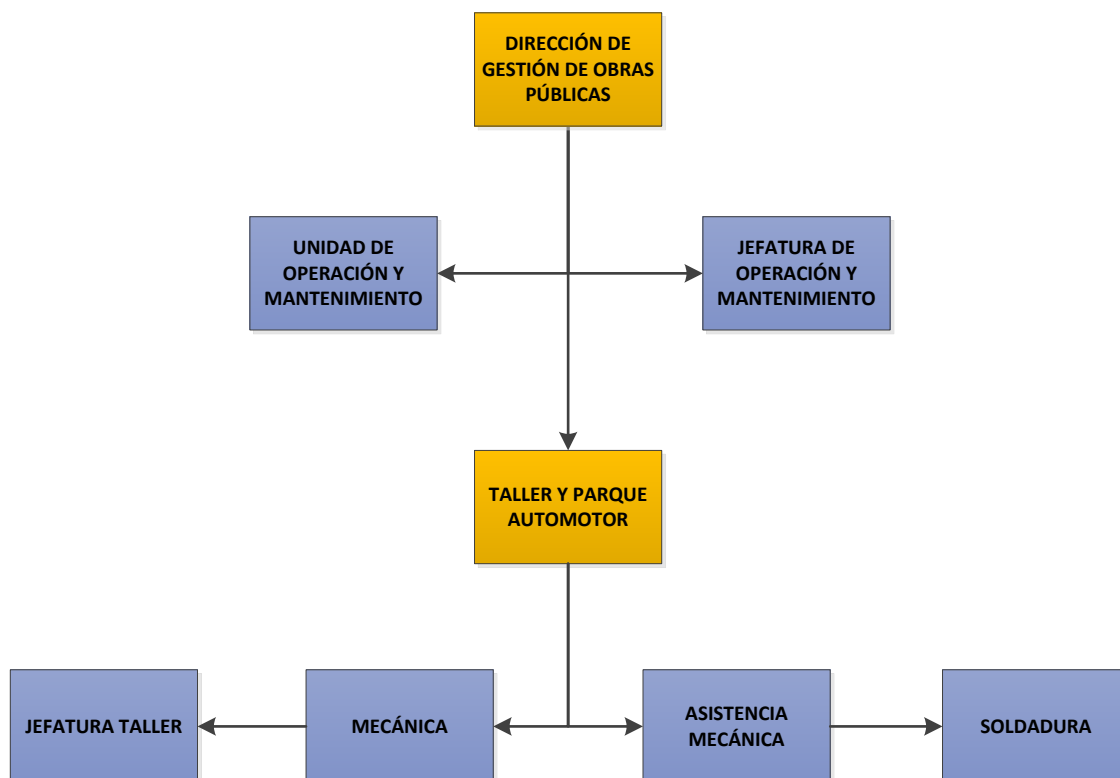 DIRECCIÓN DE
GESTIÓN DE OBRAS
PÚBLICAS
UNIDAD DE
OPERACIÓN Y
MANTENIMIENTO
JEFATURA DE
OPERACIÓN Y
MANTENIMIENTO
TALLER Y PARQUE
AUTOMOTOR
JEFATURA TALLER
MECÁNICA
ASISTENCIA
MECÁNICA
SOLDADURA